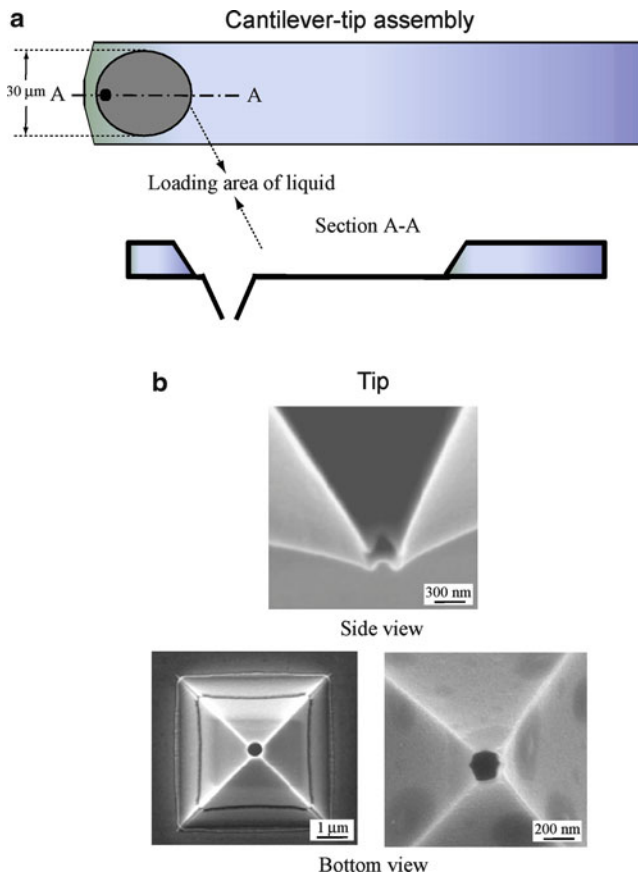 a
Cantilever-tip assembly
30 μm
A
A
Loading area of liquid
Section A-A
b
Tip
300 nm
Side view
1 μm
200 nm
Bottom view